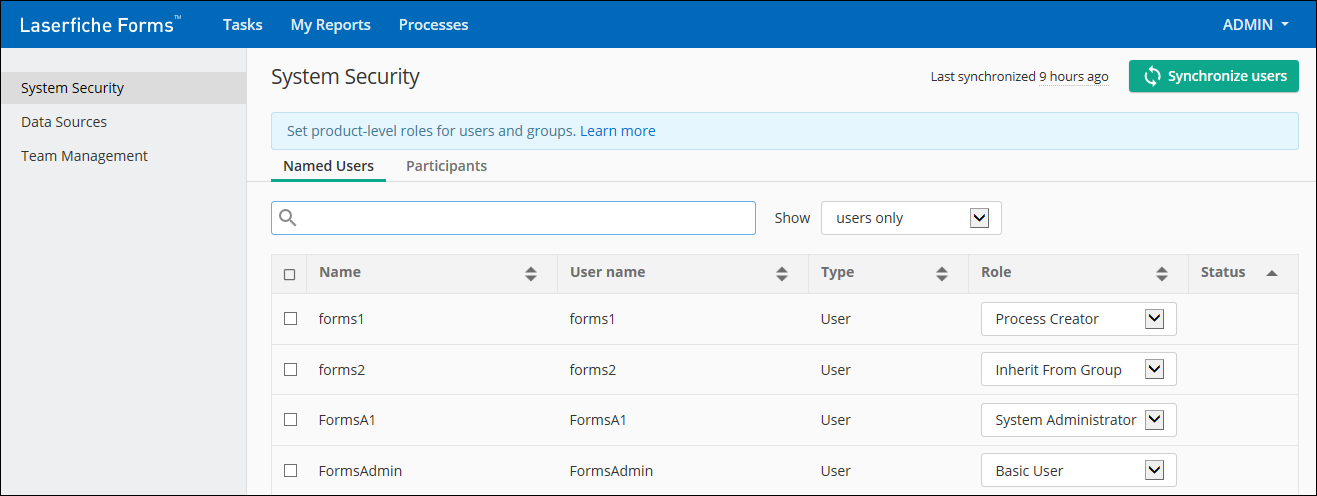 Laserfiche Forms™ Tasks My Reports Processes ADMIN
System Security
Data Sources
Team Management
System Security Last synchronized 9 hours ago Synchronize users
Set product-level roles for users and groups. Learn more
Named Users Participants
Show users only
Name User name Type Role Status
forms1 forms1 User Process Creator
forms2 forms2 User Inherit From Group
FormsA1 FormsA1 User System Administrator
FormsAdmin FormsAdmin User Basic User